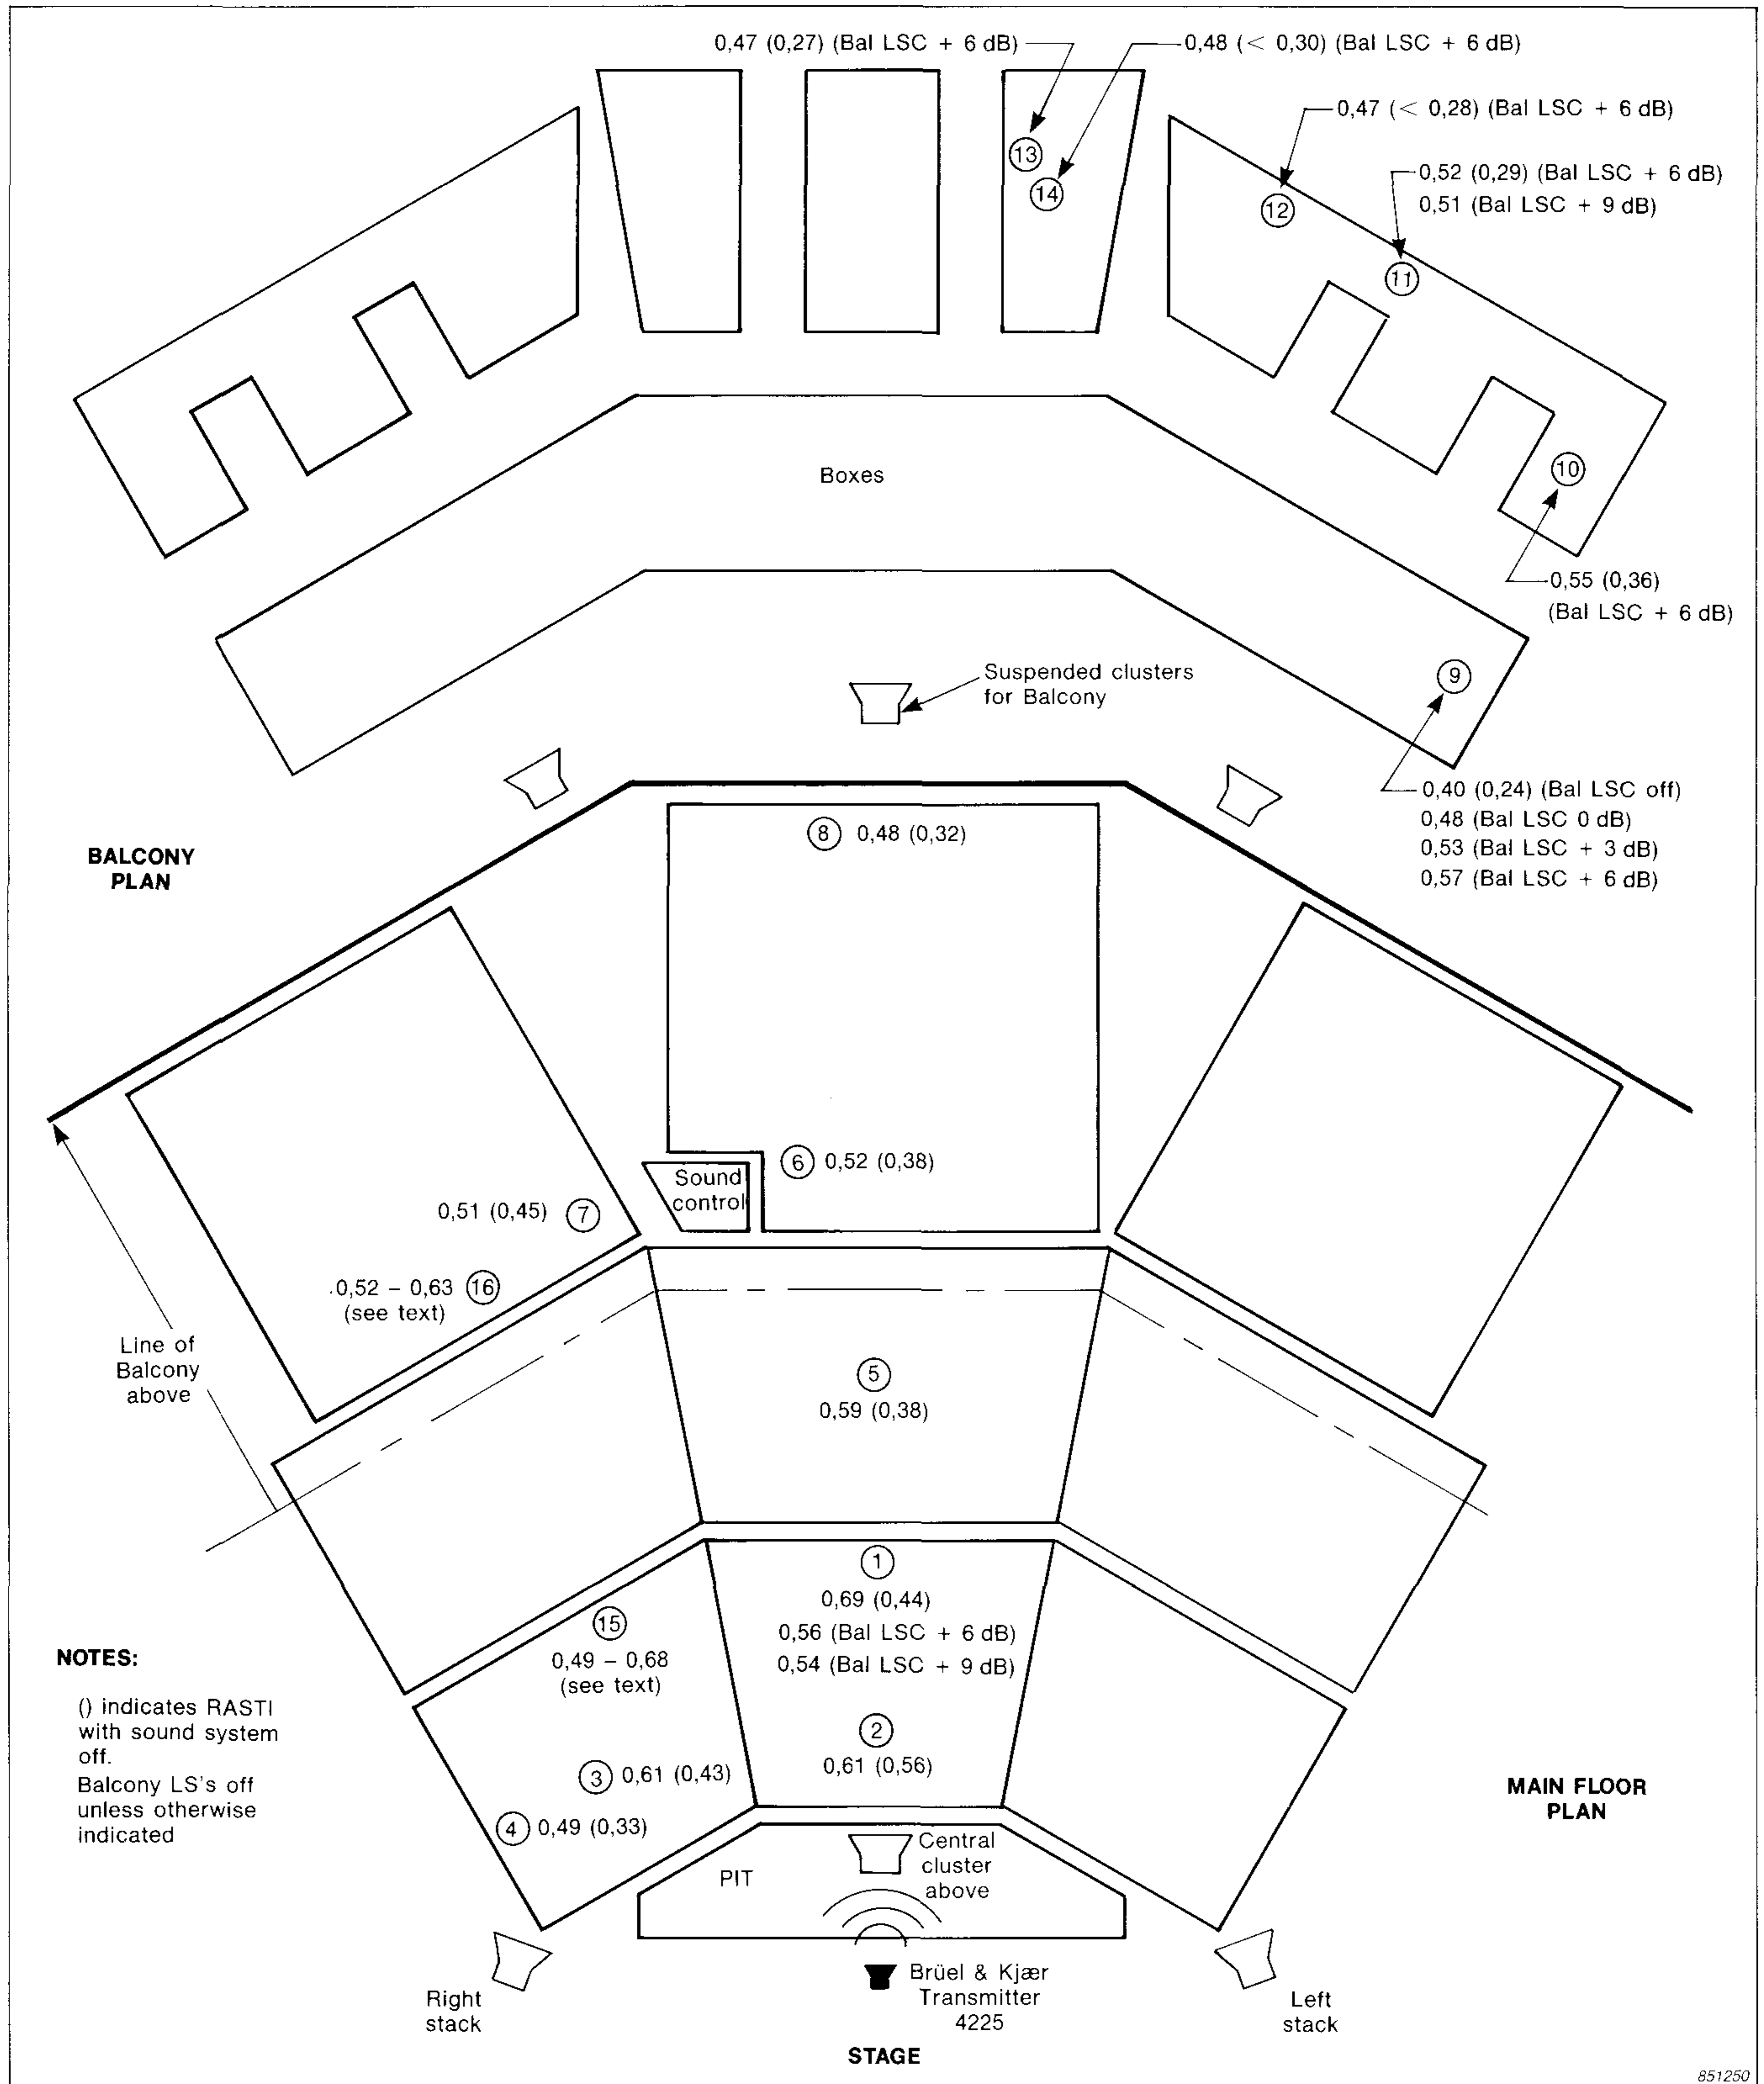 0,47 (0,27) (Bal LSC + 6 dB)
0,48 (< 0,30) (Bal LSC + 6 dB)
0,47 (< 0,28) (Bal LSC + 6 dB)
13
14
12
0,52 (0,29) (Bal LSC + 6 dB)
0,51 (Bal LSC + 9 dB)
11
Boxes
10
0,55 (0,36)
(Bal LSC + 6 dB)
Suspended clusters
for Balcony
9
0,40 (0,24) (Bal LSC off)
0,48 (Bal LSC 0 dB)
0,53 (Bal LSC + 3 dB)
0,57 (Bal LSC + 6 dB)
8 0,48 (0,32)
BALCONY
PLAN
6 0,52 (0,38)
Sound
control
0,51 (0,45) 7
0,52 – 0,63 16
(see text)
Line of
Balcony
above
5
0,59 (0,38)
1
0,69 (0,44)
0,56 (Bal LSC + 6 dB)
0,54 (Bal LSC + 9 dB)
15
0,49 – 0,68
(see text)
2
0,61 (0,56)
3 0,61 (0,43)
4 0,49 (0,33)
NOTES:
() indicates RASTI
with sound system
off.
Balcony LS's off
unless otherwise
indicated
MAIN FLOOR
PLAN
PIT
Central
cluster
above
Right
stack
Brüel & Kjær
Transmitter
4225
Left
stack
STAGE
851250